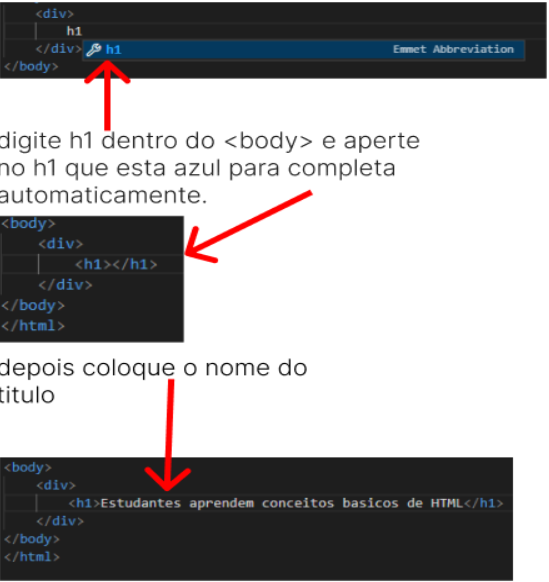 <div>
h1
</div> h1 Emmet Abbreviation
</body>
digite h1 dentro do <body> e aperte
no h1 que esta azul para completa
automaticamente.
<body>
<div>
<h1></h1>
</div>
</body>
</html>
depois coloque o nome do
titulo
<body>
<div>
<h1>Estudantes aprendem conceitos basicos de HTML</h1>
</div>
</body>
</html>